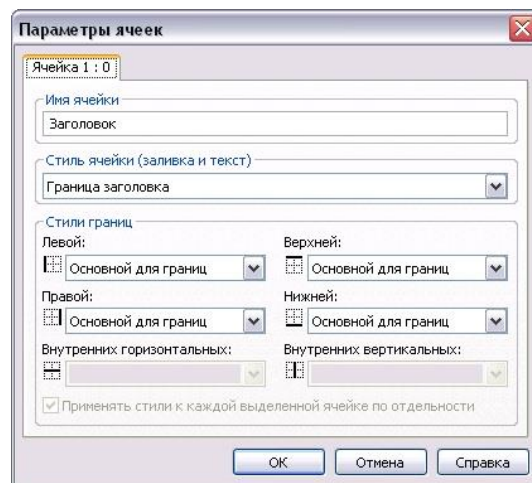 Параметры ячеек
Ячейка 1 : 0
Имя ячейки
Заголовок
Стиль ячейки (заливка и текст)
Граница заголовка
Стили границ
Левой:
Верхней:
Основной для границ
Основной для границ
Правой:
Нижней:
Основной для границ
Основной для границ
Внутренних горизонтальных:
Внутренних вертикальных:
Применять стили к каждой выделенной ячейке по отдельности
ОК
Отмена
Справка